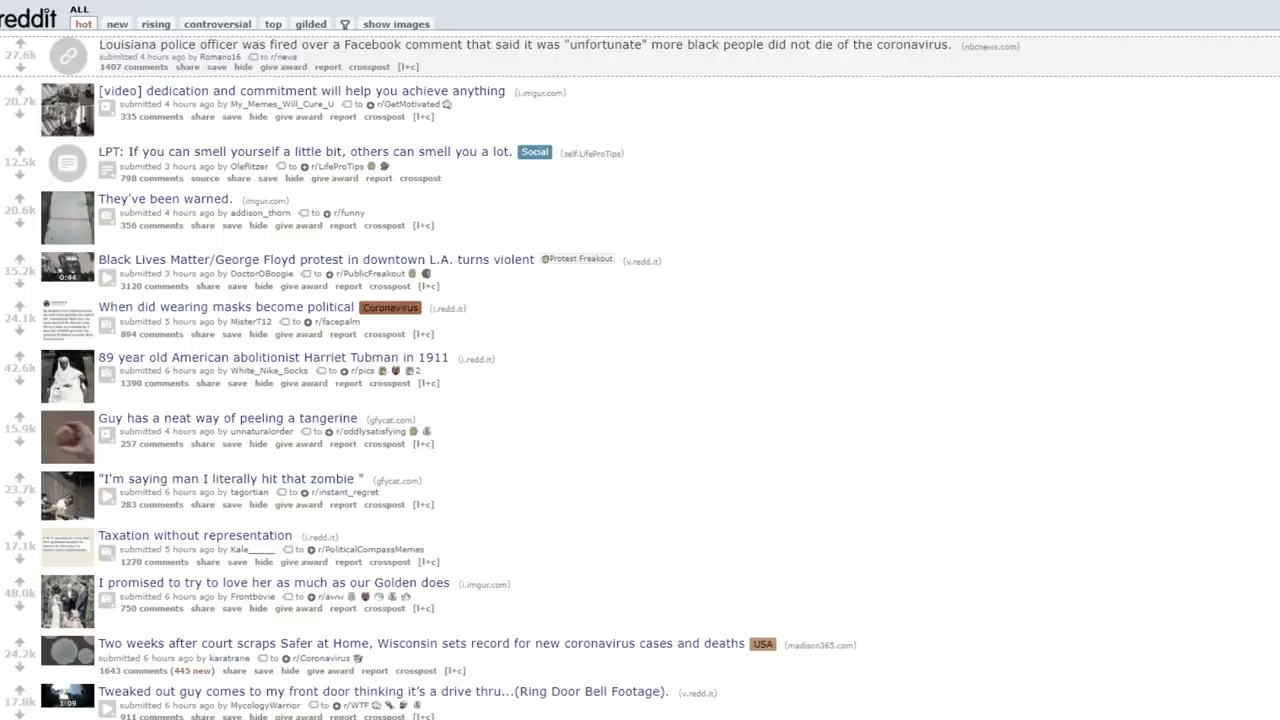 ALL
reddit
hot new rising controversial top gilded show images
27.6k
Louisiana police officer was fired over a Facebook comment that said it was "unfortunate" more black people did not die of the coronavirus. (nbcnews.com)
submitted 4 hours ago by Romano16 to r/news
1407 comments share save hide give award report crosspost [l+c]
20.7k
[video] dedication and commitment will help you achieve anything (i.imgur.com)
submitted 4 hours ago by My_Memes_Will_Cure_U to r/GetMotivated
335 comments share save hide give award report crosspost [l+c]
12.5k
LPT: If you can smell yourself a little bit, others can smell you a lot. Social (self.LifeProTips)
submitted 3 hours ago by Oleflitzer to r/LifeProTips
798 comments source share save hide give award report crosspost
20.6k
They've been warned. (imgur.com)
submitted 4 hours ago by addison_thorn to r/funny
356 comments share save hide give award report crosspost [l+c]
15.2k
Black Lives Matter/George Floyd protest in downtown L.A. turns violent Protest Freakout (v.redd.it)
submitted 3 hours ago by DoctorOBoogie to r/PublicFreakout
0:44
3120 comments share save hide give award report crosspost [l+c]
24.1k
When did wearing masks become political Coronavirus (i.redd.it)
submitted 5 hours ago by MisterT12 to r/facepalm
894 comments share save hide give award report crosspost [l+c]
42.6k
89 year old American abolitionist Harriet Tubman in 1911 (i.redd.it)
submitted 6 hours ago by White_Nike_Socks to r/pics 2
1390 comments share save hide give award report crosspost [l+c]
15.9k
Guy has a neat way of peeling a tangerine (gfycat.com)
submitted 4 hours ago by unnaturalorder to r/oddlysatisfying
257 comments share save hide give award report crosspost [l+c]
23.7k
"I'm saying man I literally hit that zombie " (gfycat.com)
submitted 6 hours ago by tagortian to r/instant_regret
283 comments share save hide give award report crosspost [l+c]
17.1k
Taxation without representation (i.redd.it)
submitted 5 hours ago by Kale_____ to r/PoliticalCompassMemes
1270 comments share save hide give award report crosspost [l+c]
48.0k
I promised to try to love her as much as our Golden does (i.imgur.com)
submitted 6 hours ago by Frontbovie to r/aww
750 comments share save hide give award report crosspost [l+c]
24.2k
Two weeks after court scraps Safer at Home, Wisconsin sets record for new coronavirus cases and deaths USA (madison365.com)
submitted 6 hours ago by karatrane to r/Coronavirus
1643 comments (445 new) share save hide give award report crosspost [l+c]
17.8k
Tweaked out guy comes to my front door thinking it's a drive thru...(Ring Door Bell Footage). (v.redd.it)
submitted 6 hours ago by MycologyWarrior to r/WTF
1:09
911 comments share save hide give award report crosspost [l+c]